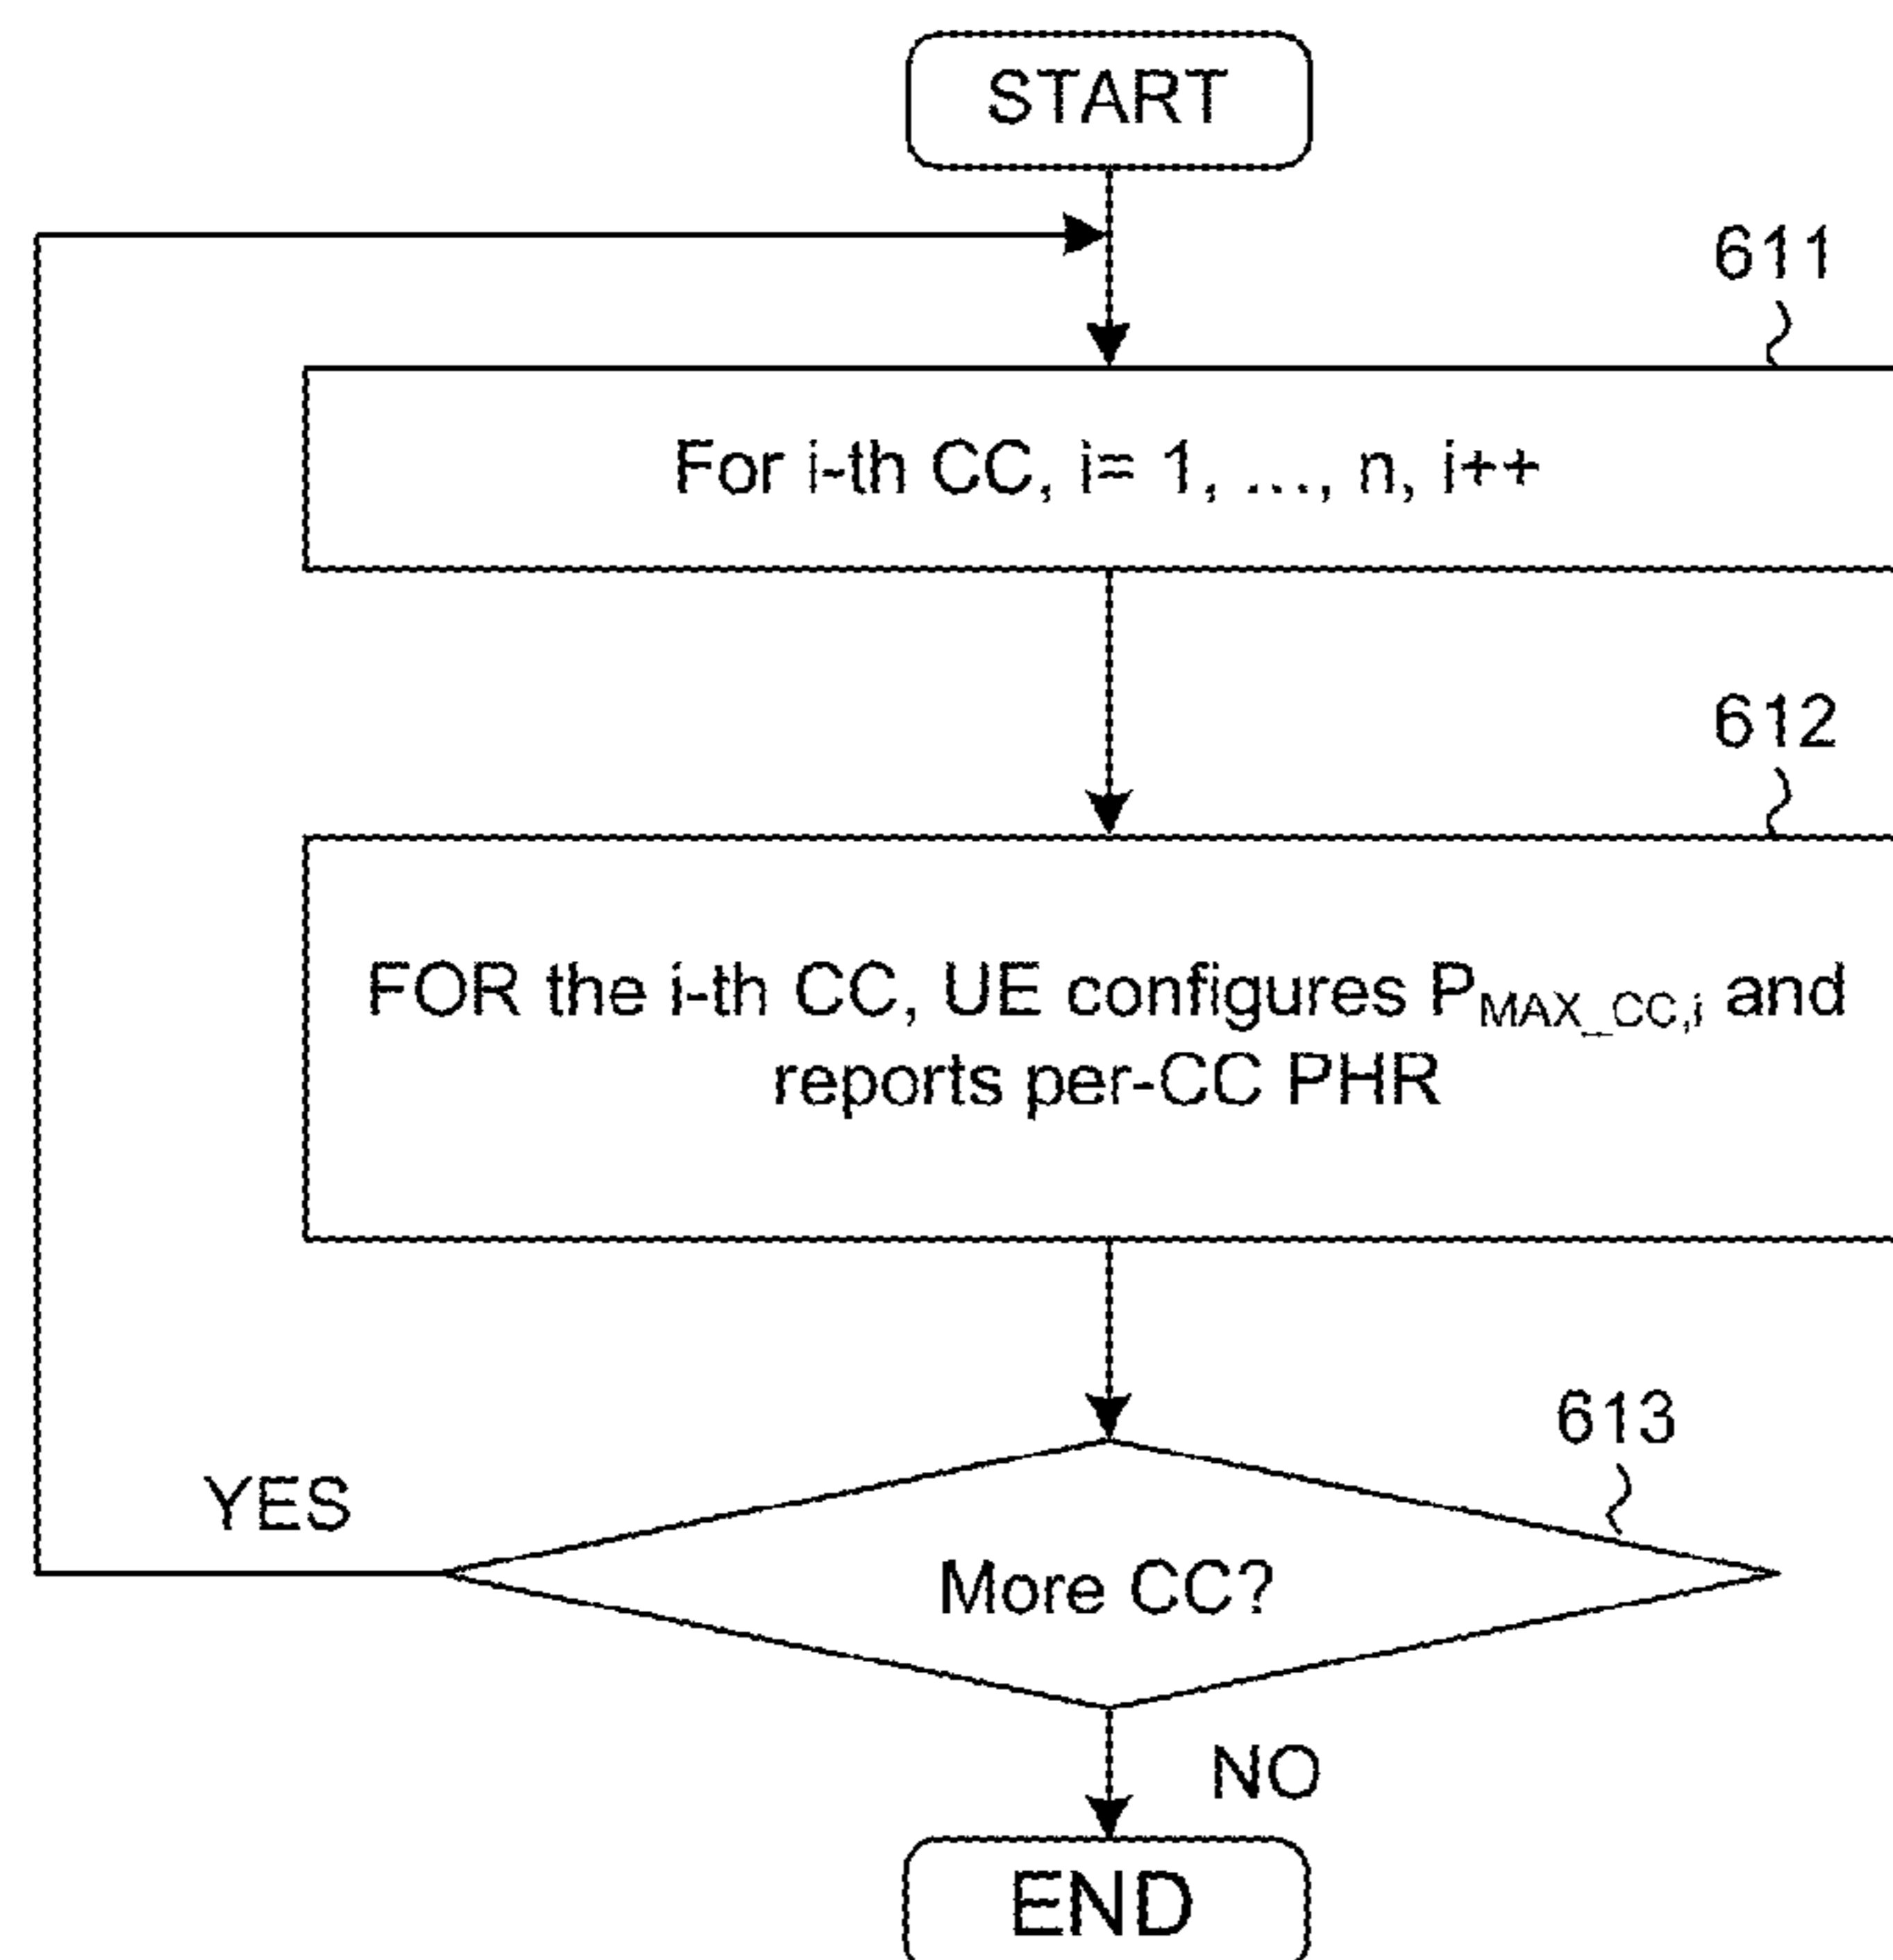 START
611
For i-th CC, i= 1, ..., n, i++
612
FOR the i-th CC, UE configures P_MAX_CC,i and
reports per-CC PHR
613
YES
More CC?
NO
END